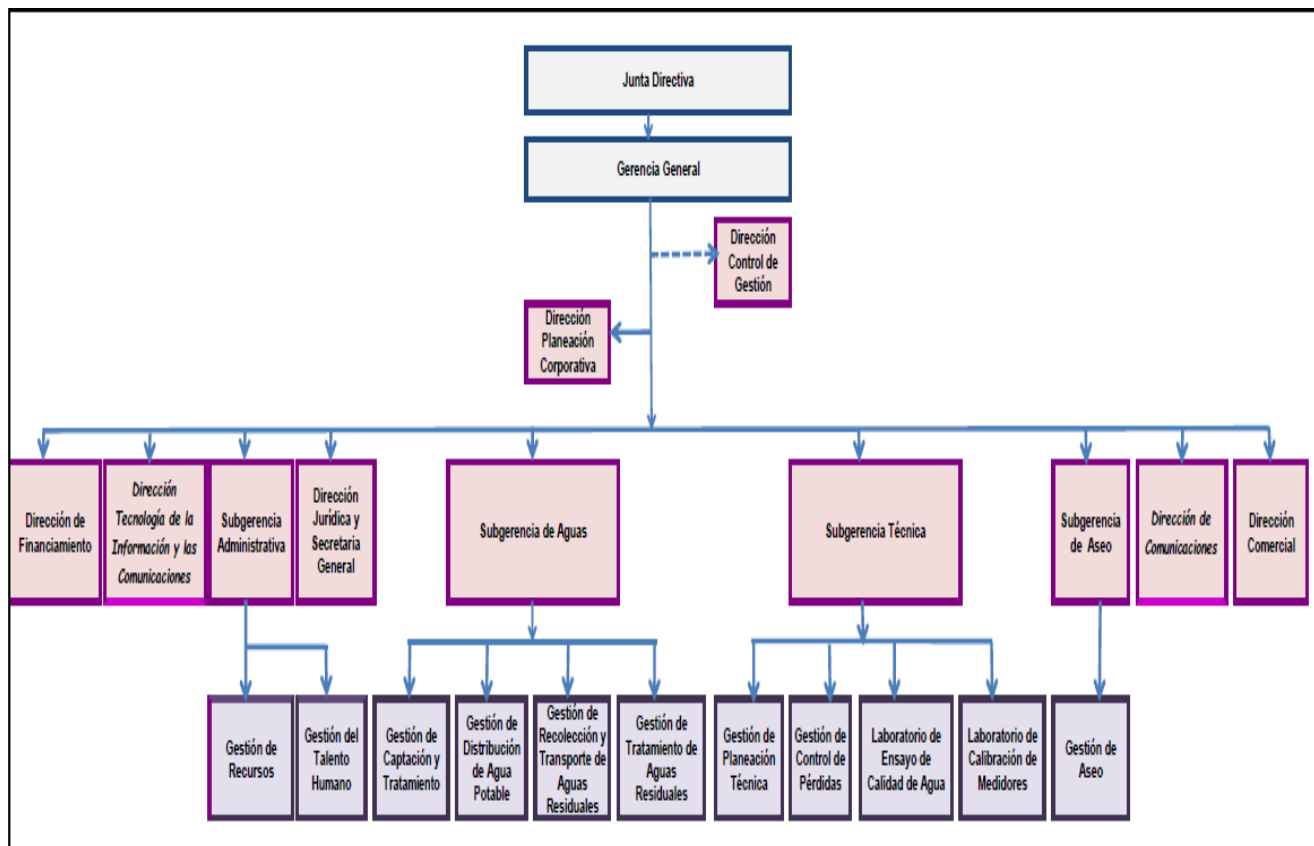 Junta Directiva
Gerencia General
Dirección
Control de
Gestión
Dirección
Planeación
Corporativa
Dirección de
Financiamiento
Dirección
Tecnología de la
Información y las
Comunicaciones
Subgerencia
Administrativa
Dirección
Jurídica y
Secretaria
General
Subgerencia de Aguas
Subgerencia Técnica
Subgerencia
de Aseo
Dirección de
Comunicaciones
Dirección
Comercial
Gestión de
Recursos
Gestión del
Talento
Humano
Gestión de
Captación y
Tratamiento
Gestión de
Distribución
de Agua
Potable
Gestión de
Recolección y
Transporte de
Aguas
Residuales
Gestión de
Tratamiento de
Aguas
Residuales
Gestión de
Planeación
Técnica
Gestión de
Control de
Pérdidas
Laboratorio de
Ensayo de
Calidad de Agua
Laboratorio de
Calibración de
Medidores
Gestión de
Aseo